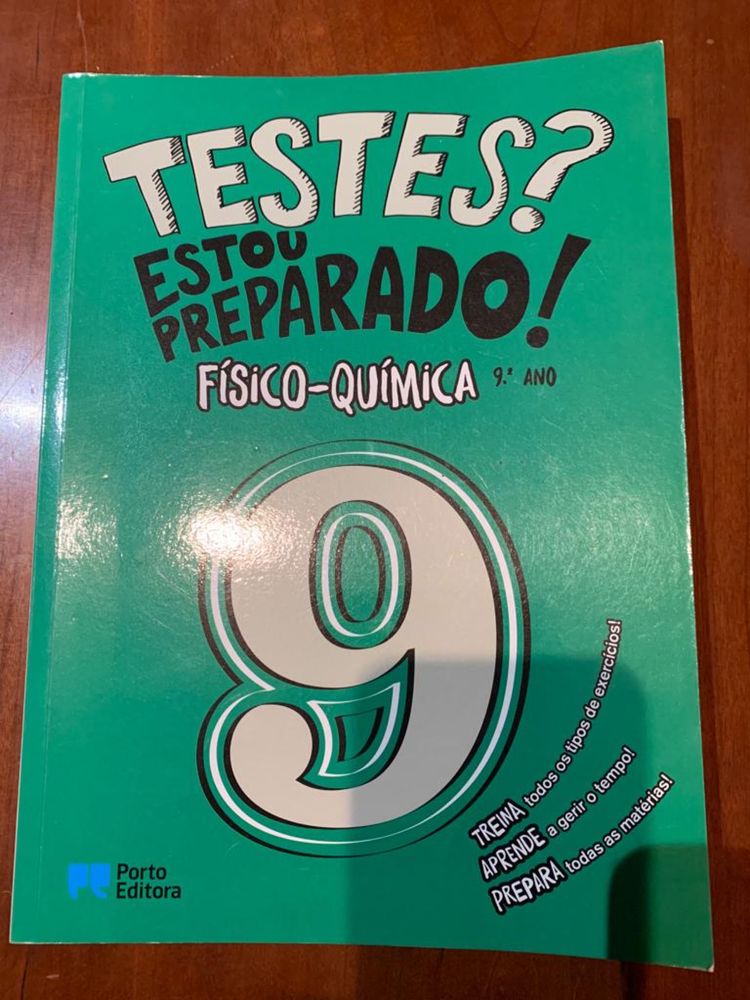 TESTES?
ESTOU
PREPARADO!
FÍSICO-QUÍMICA 9.º ANO
9
TREINA todos os tipos de exercícios!
APRENDE a gerir o tempo!
PREPARA todas as matérias!
Porto
Editora